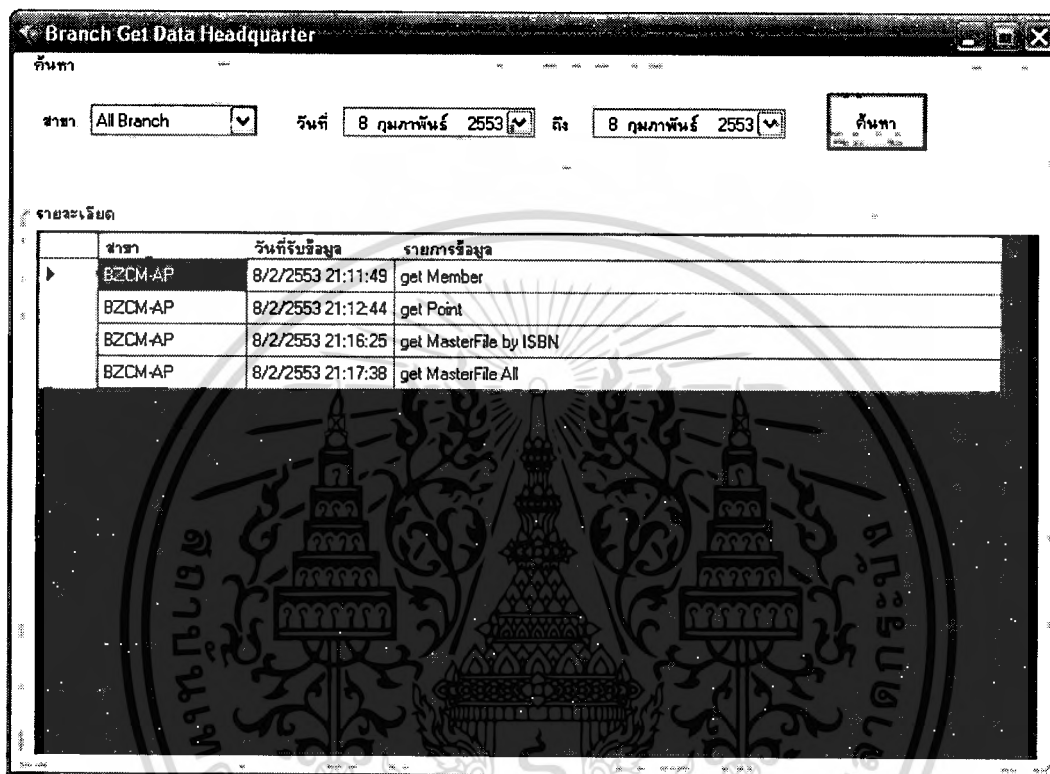 Branch Get Data Headquarter
ค้นหา
สาขา All Branch วันที่ 8 กุมภาพันธ์ 2553 ถึง 8 กุมภาพันธ์ 2553 ค้นหา
รายละเอียด
สาขา วันที่รับข้อมูล รายการข้อมูล
BZCM-AP 8/2/2553 21:11:49 get Member
BZCM-AP 8/2/2553 21:12:44 get Point
BZCM-AP 8/2/2553 21:16:25 get MasterFile by ISBN
BZCM-AP 8/2/2553 21:17:38 get MasterFile All